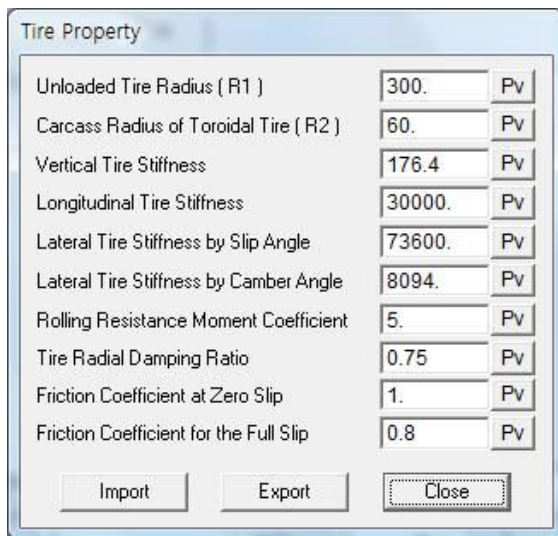 Tire Property
Unloaded Tire Radius ( R1 ) 300. Pv
Carcass Radius of Toroidal Tire ( R2 ) 60. Pv
Vertical Tire Stiffness 176.4 Pv
Longitudinal Tire Stiffness 30000. Pv
Lateral Tire Stiffness by Slip Angle 73600. Pv
Lateral Tire Stiffness by Camber Angle 8094. Pv
Rolling Resistance Moment Coefficient 5. Pv
Tire Radial Damping Ratio 0.75 Pv
Friction Coefficient at Zero Slip 1. Pv
Friction Coefficient for the Full Slip 0.8 Pv
Import Export Close